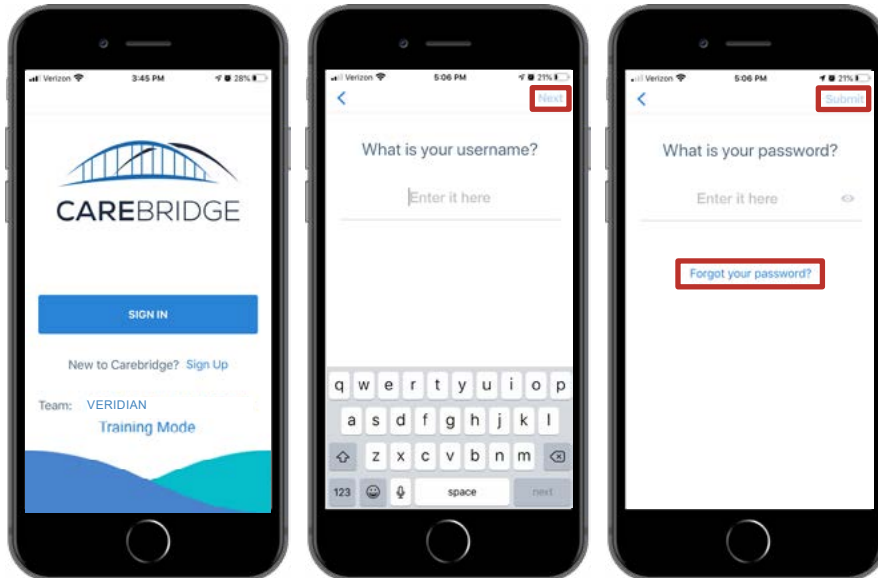 Verizon 3:45 PM 28%
CAREBRIDGE
SIGN IN
New to Carebridge? Sign Up
Team: VERIDIAN
Training Mode
Verizon 5:06 PM 21%
Next
What is your username?
Enter it here
q w e r t y u i o p
a s d f g h j k l
z x c v b n m
123 space next
Verizon 5:06 PM 21%
Submit
What is your password?
Enter it here
Forgot your password?